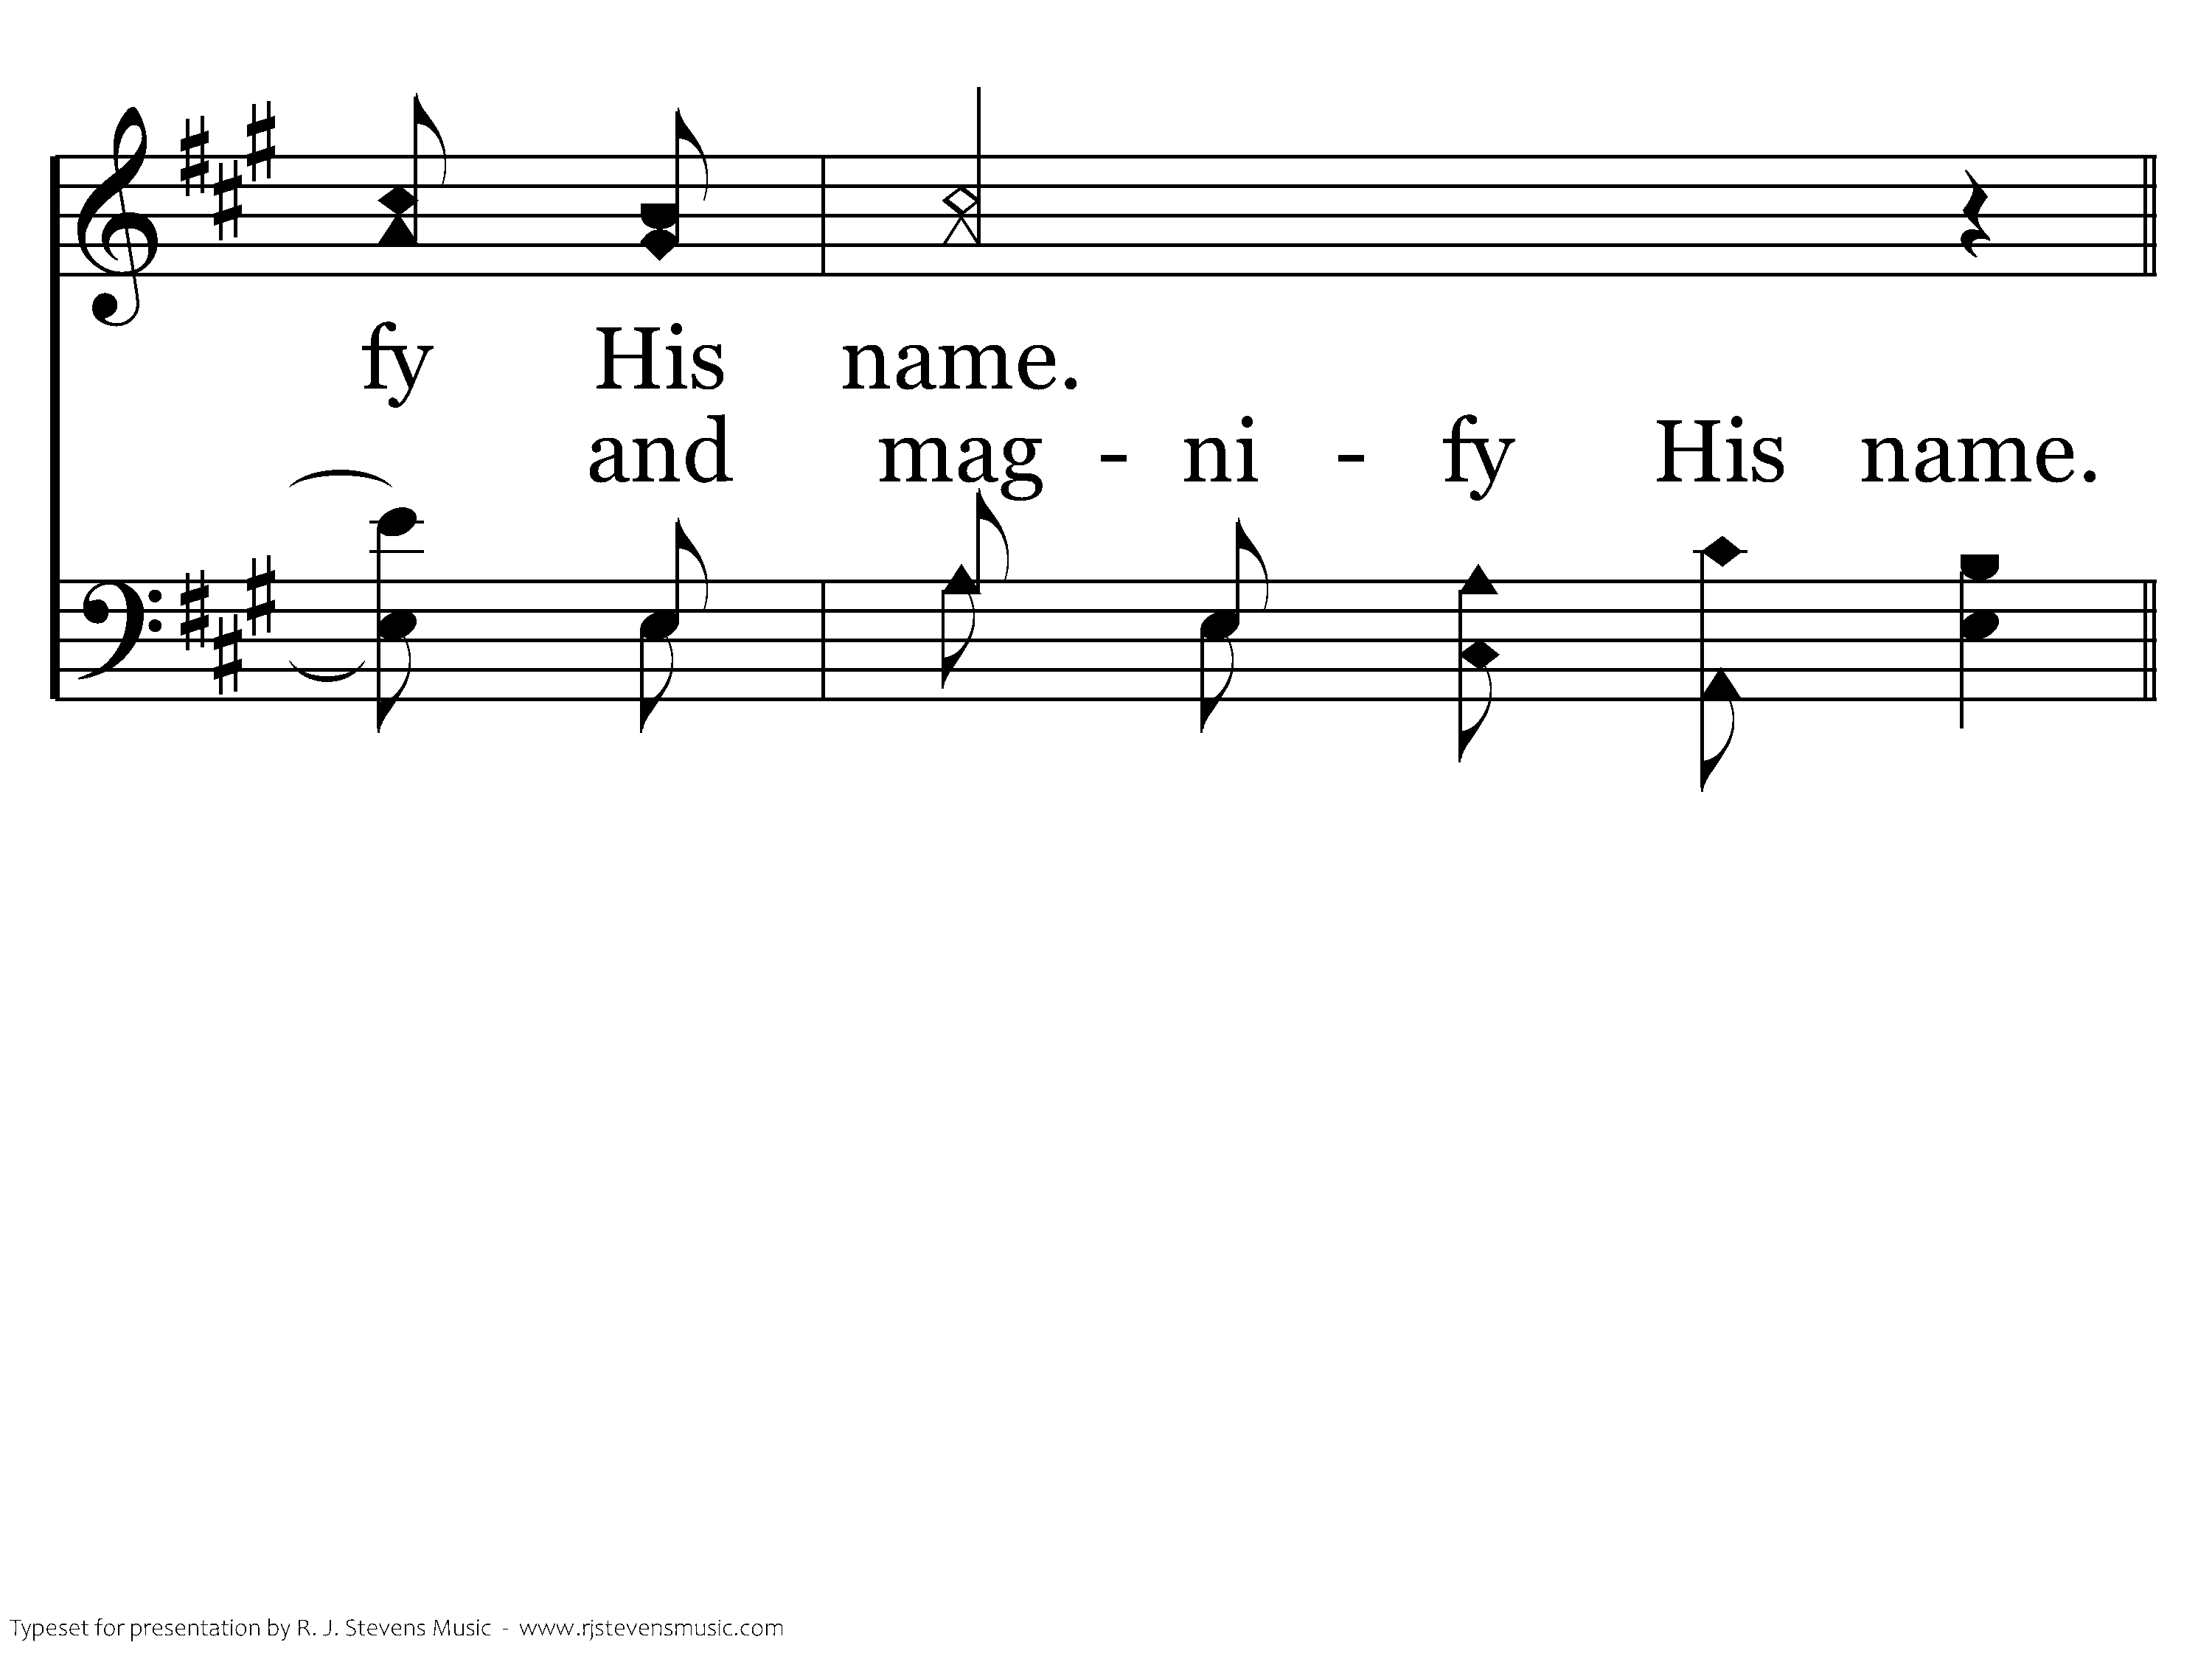 fy His name.
and mag - ni - fy His name.
Typeset for presentation by R. J. Stevens Music - www.rjstevensmusic.com